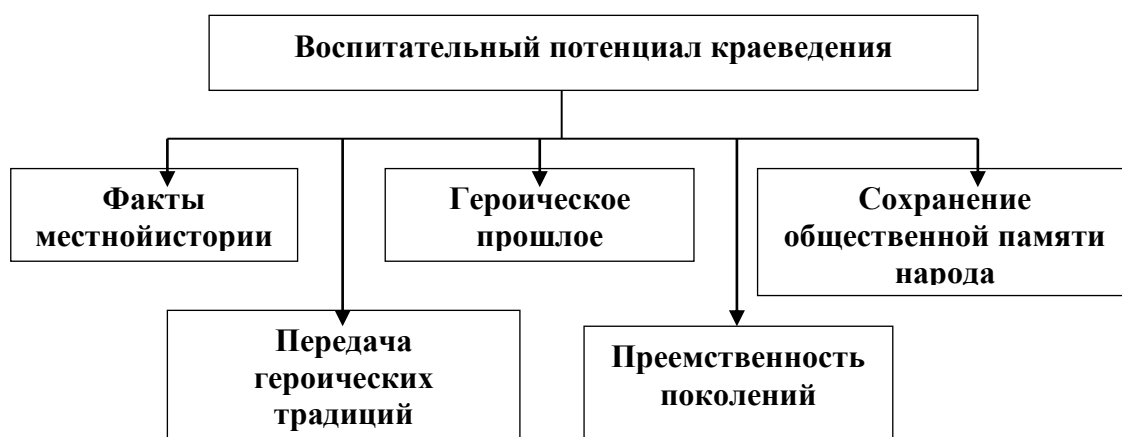 Воспитательный потенциал краеведения
Факты
местнойистории
Героическое
прошлое
Сохранение
общественной памяти
народа
Передача
героических
традиций
Преемственность
поколений